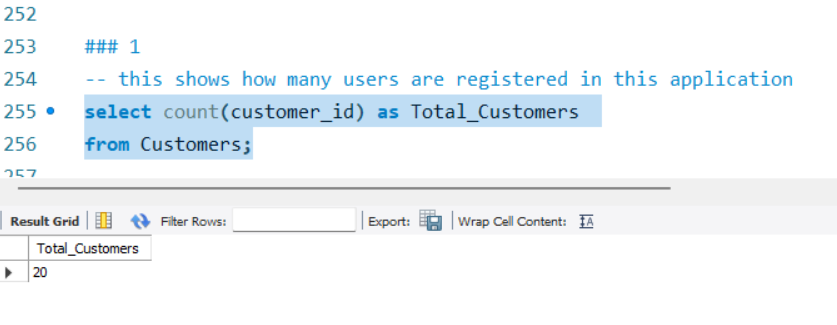 252
253 ### 1
254 -- this shows how many users are registered in this application
255 select count(customer_id) as Total_Customers
256 from Customers;
257
Result Grid Filter Rows: Export: Wrap Cell Content:
Total_Customers
20